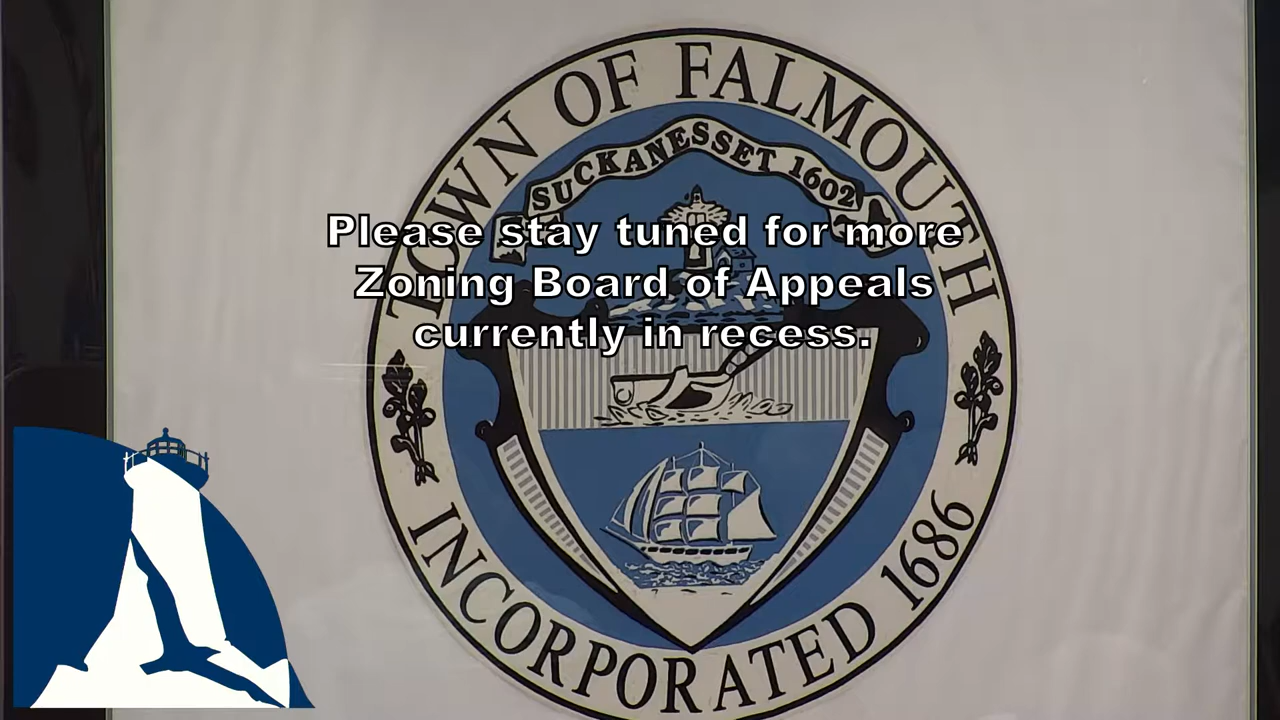 TOWN OF FALMOUTH
SUCKANESSET 1602
Please stay tuned for more
Zoning Board of Appeals
currently in recess.
INCORPORATED 1686